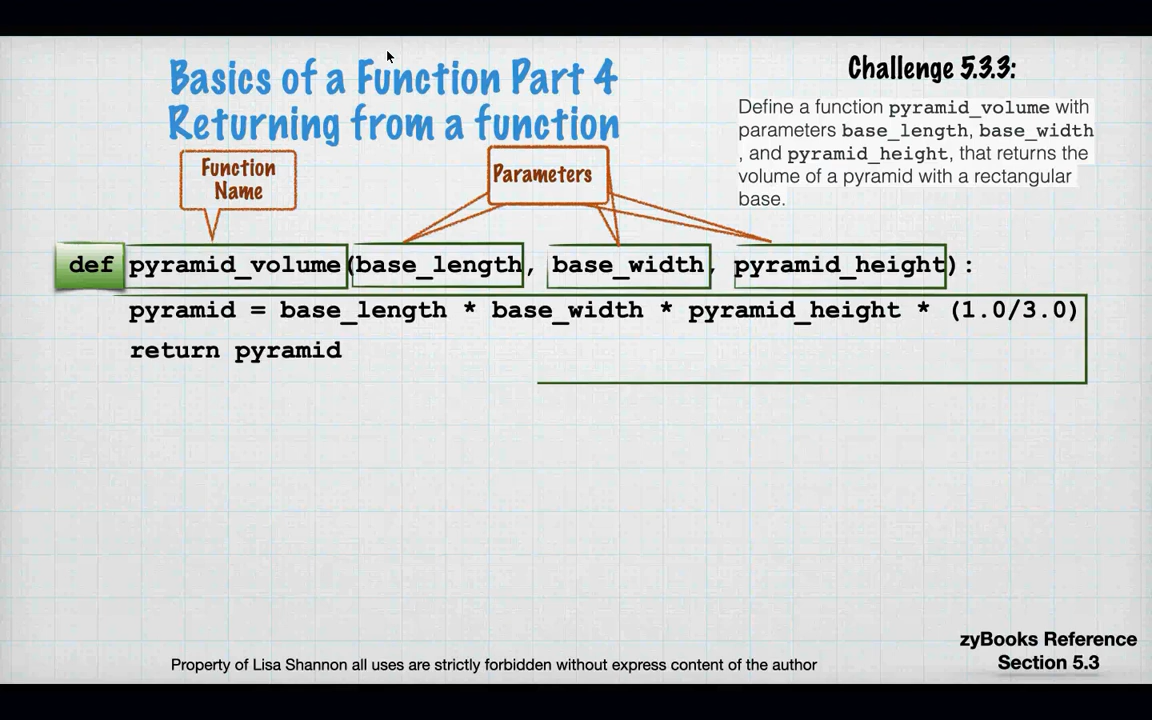 Basics of a Function Part 4
Returning from a function
Challenge 5.3.3:
Define a function pyramid_volume with
parameters base_length, base_width
, and pyramid_height, that returns the
volume of a pyramid with a rectangular
base.
Function
Name
Parameters
def pyramid_volume(base_length, base_width, pyramid_height):
pyramid = base_length * base_width * pyramid_height * (1.0/3.0)
return pyramid
zyBooks Reference
Section 5.3
Property of Lisa Shannon all uses are strictly forbidden without express content of the author